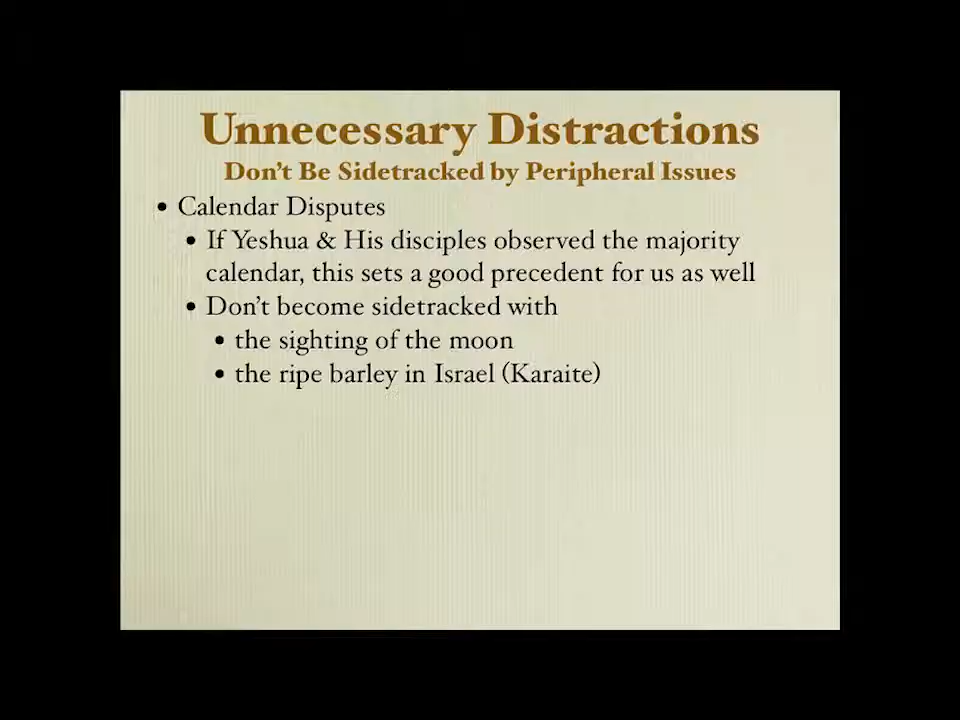 Unnecessary Distractions
Don't Be Sidetracked by Peripheral Issues
• Calendar Disputes
• If Yeshua & His disciples observed the majority
calendar, this sets a good precedent for us as well
• Don't become sidetracked with
• the sighting of the moon
• the ripe barley in Israel (Karaite)